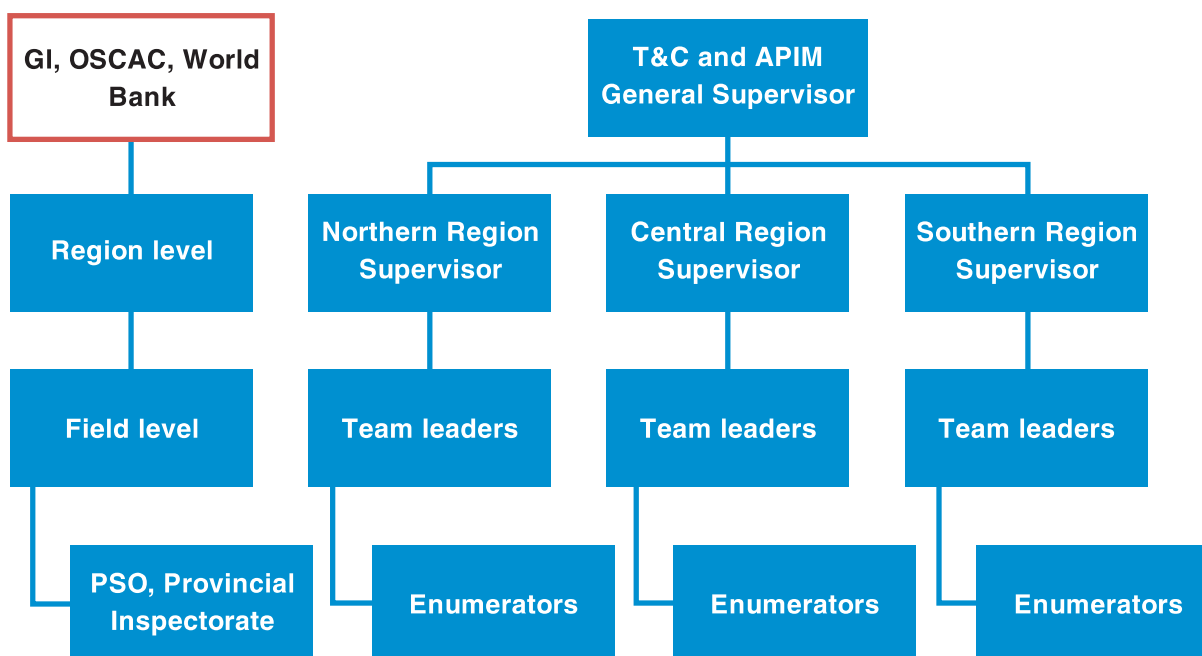 GI, OSCAC, World
Bank
T&C and APIM
General Supervisor
Region level
Northern Region
Supervisor
Central Region
Supervisor
Southern Region
Supervisor
Field level
Team leaders
Team leaders
Team leaders
PSO, Provincial
Inspectorate
Enumerators
Enumerators
Enumerators